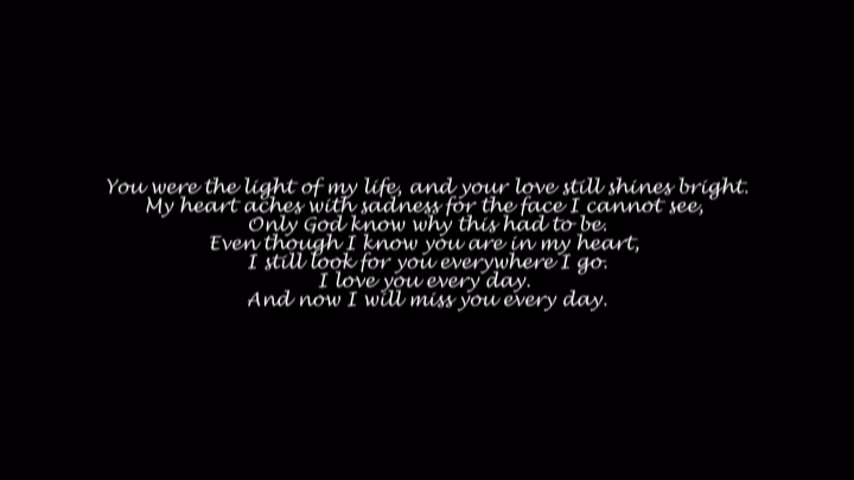 You were the light of my life, and your love still shines bright.
My heart aches with sadness for the face I cannot see,
Only God know why this had to be.
Even though I know you are in my heart,
I still look for you everywhere I go.
I love you every day.
And now I will miss you every day.